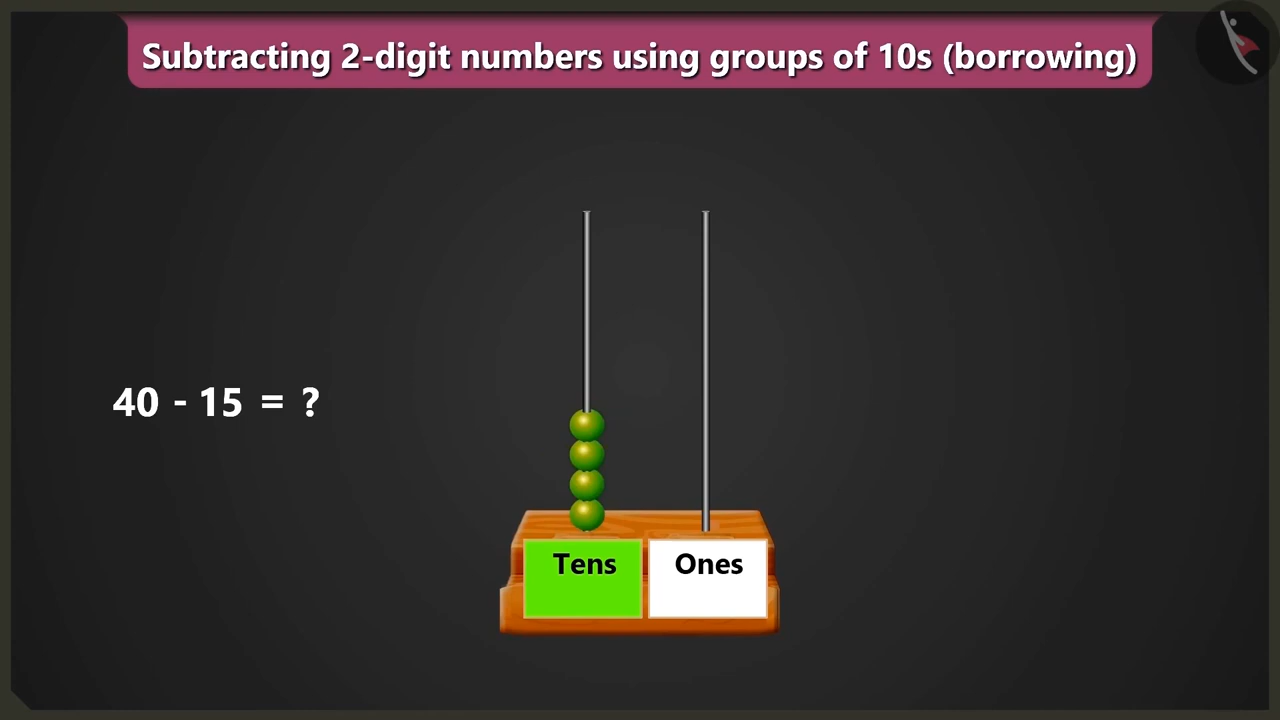 Subtracting 2-digit numbers using groups of 10s (borrowing)
40 - 15 = ?
Tens Ones